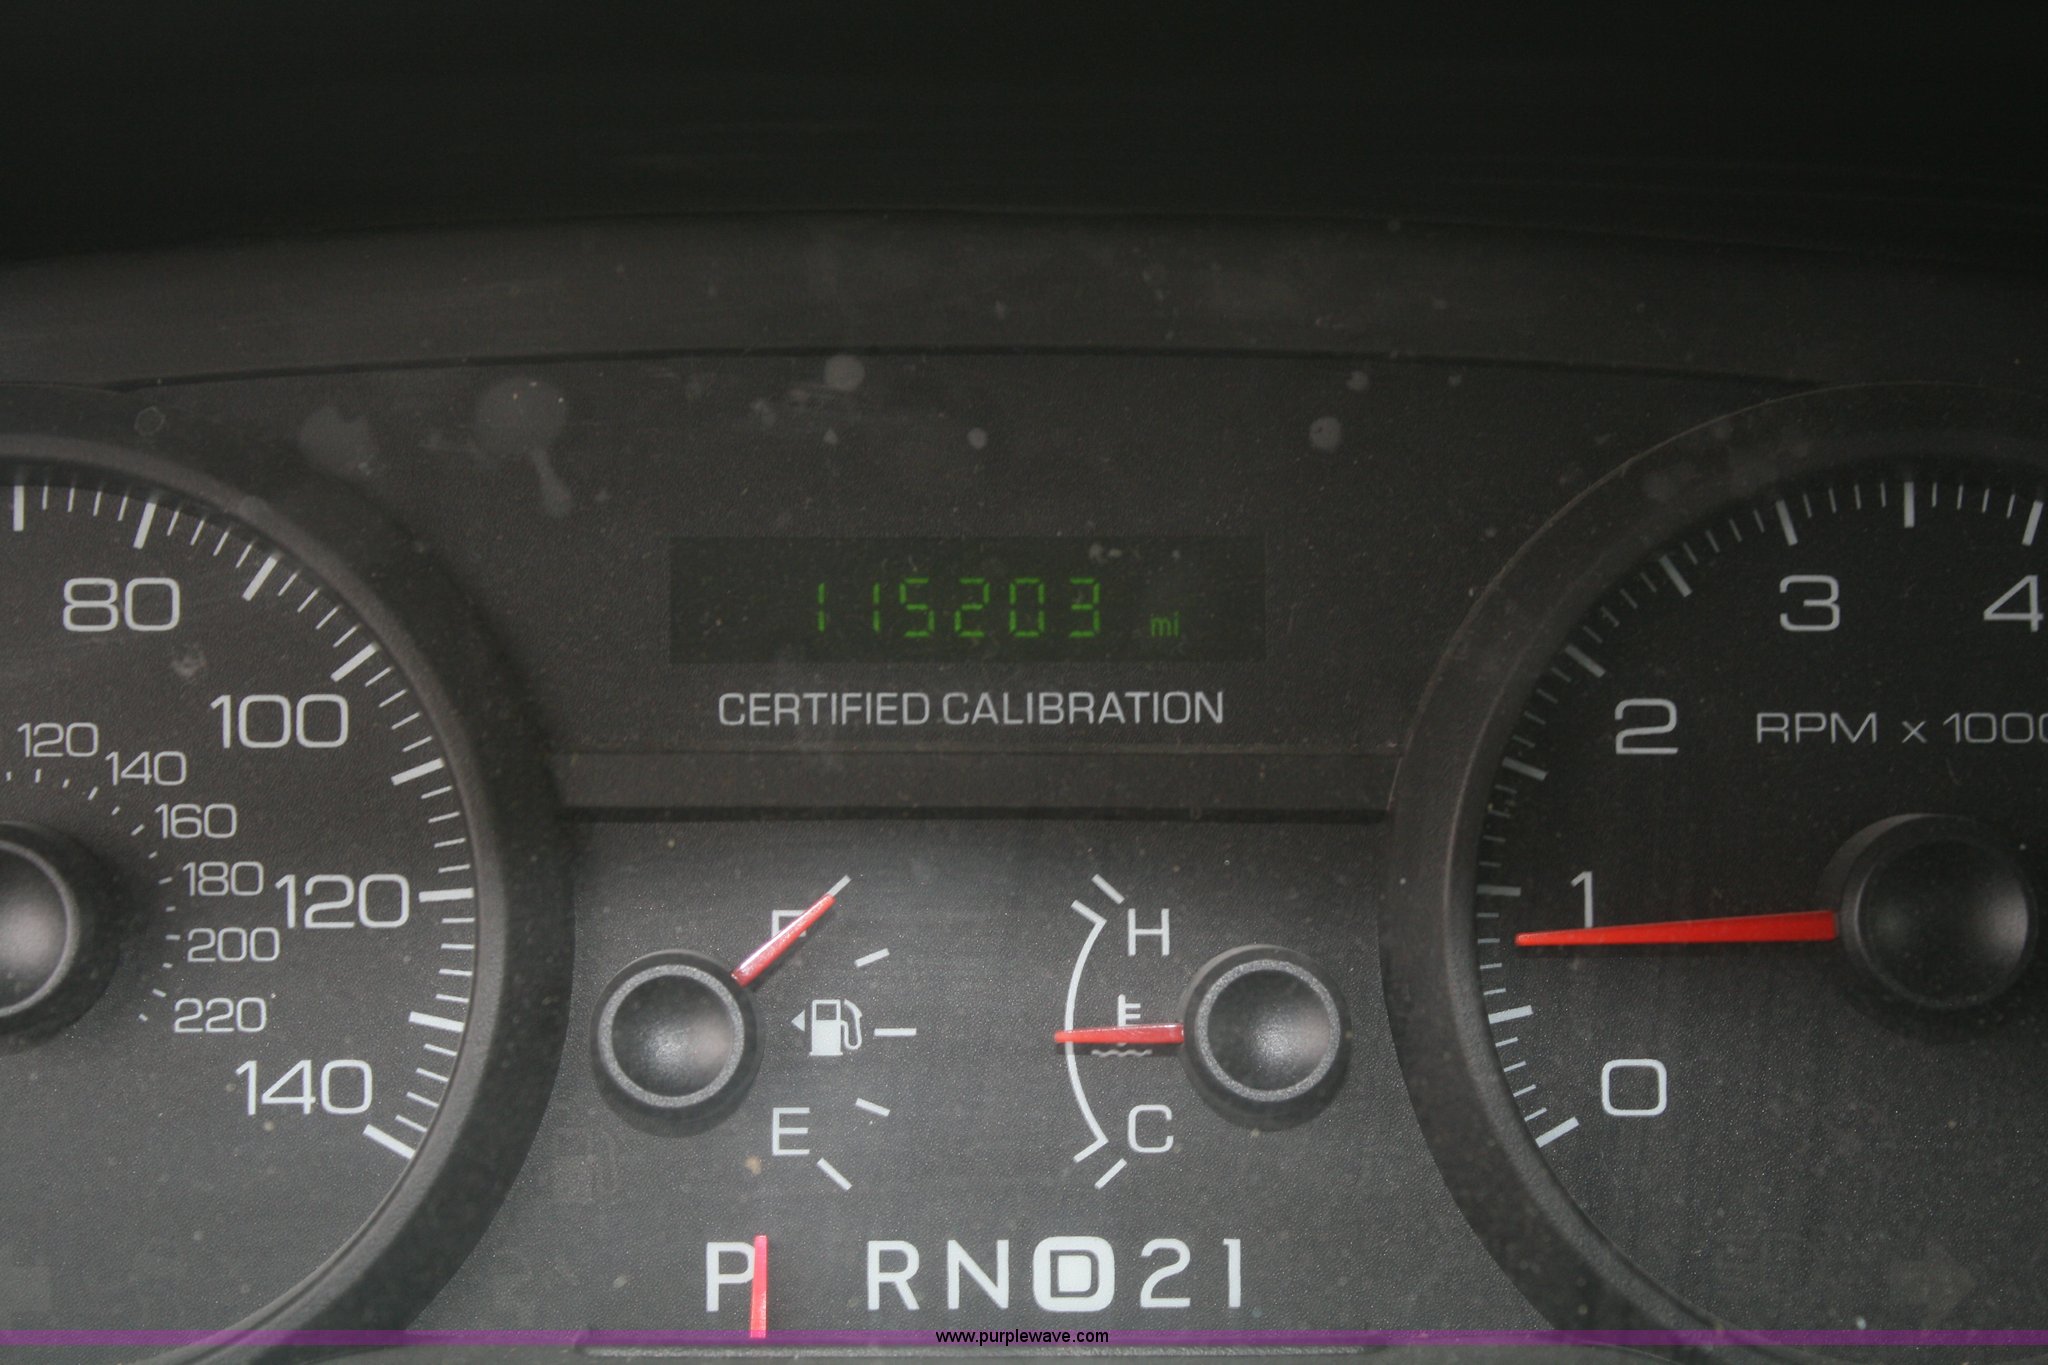 115203 mi
CERTIFIED CALIBRATION
80
100
120
140
120
140
160
180
200
220
F
E
H
C
P R N D 2 1
0
1
2
3
4
RPM x 1000
www.purplewave.com